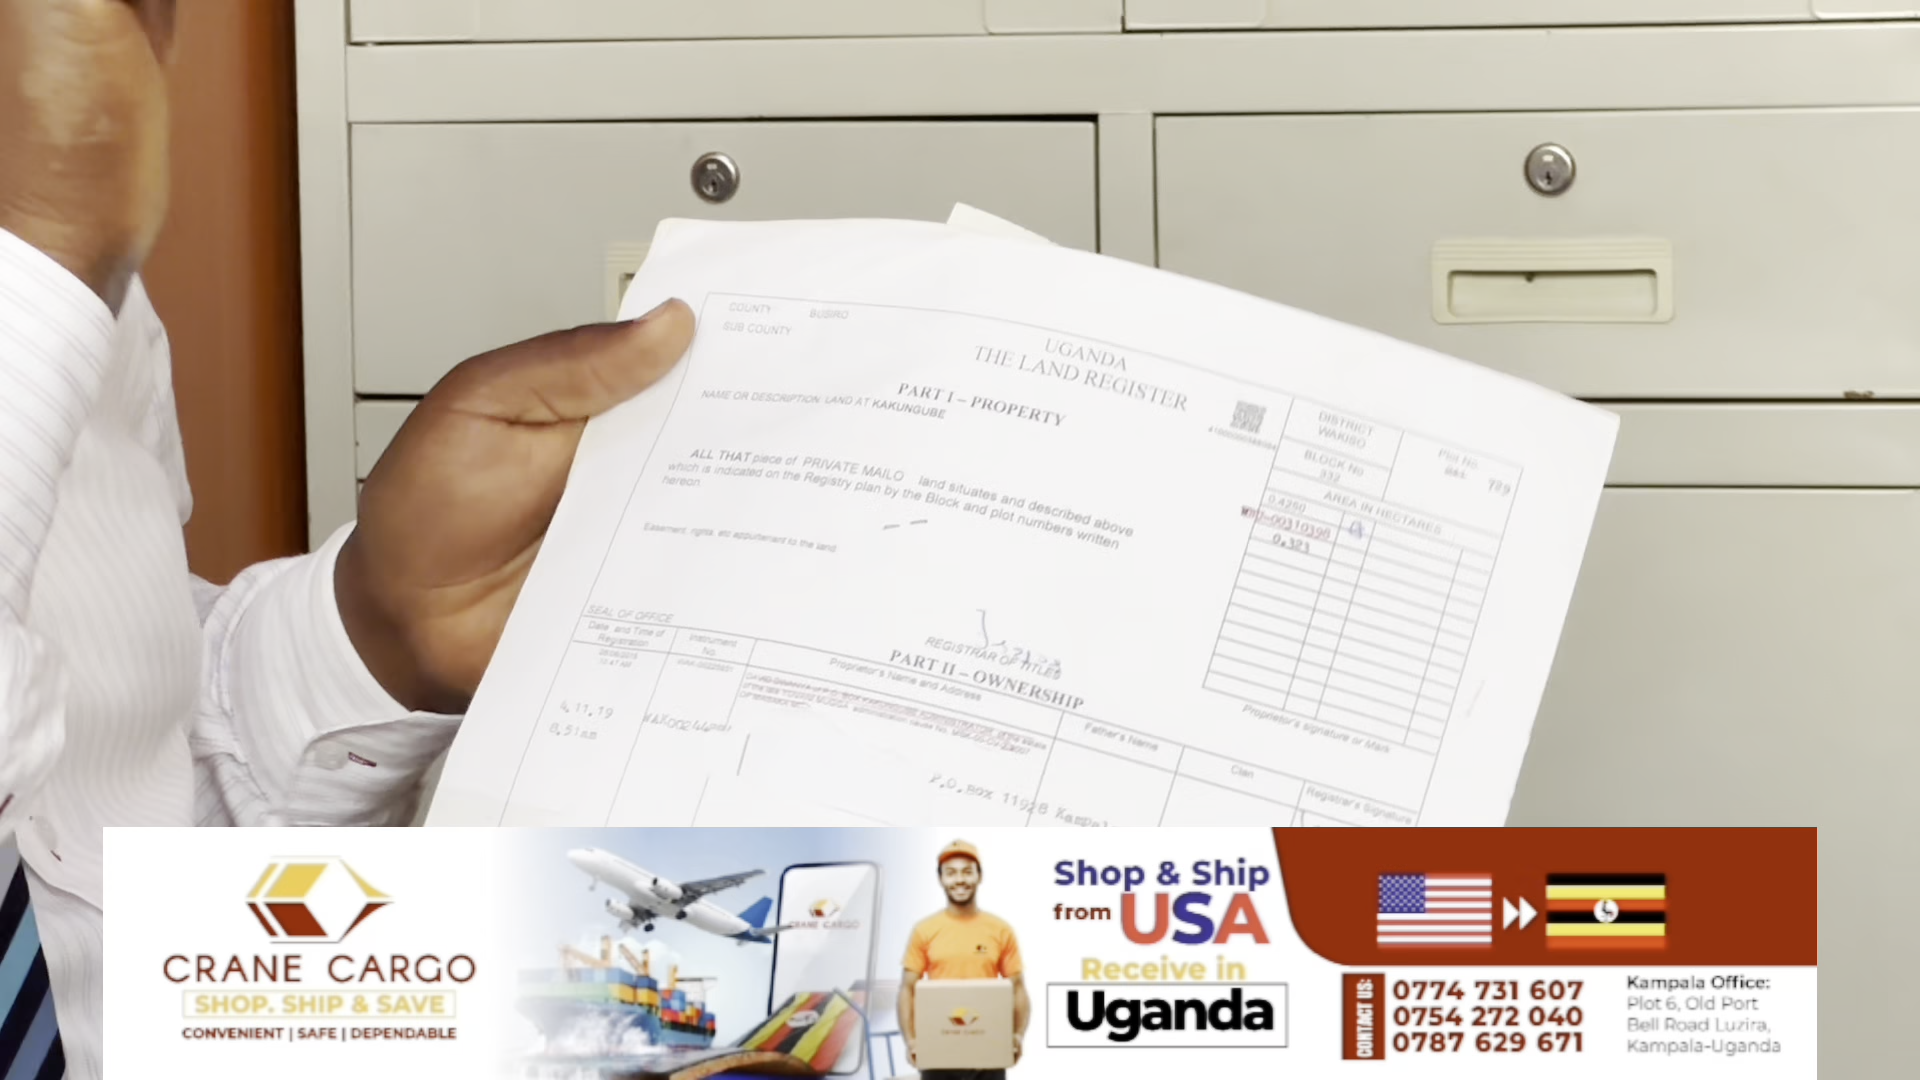 COUNTY BUSIRO
SUB COUNTY
UGANDA
THE LAND REGISTER
PART I – PROPERTY
NAME OR DESCRIPTION: LAND AT KAKUNGUBE
ALL THAT piece of PRIVATE MAILO land situates and described above
which is indicated on the Registry plan by the Block and plot numbers written
hereon
Easement, rights, etc appurtenant to the land
DISTRICT
WAKISO
Plot No.
789
BLOCK No
332
AREA IN HECTARES
0.4250
0.323
Proprietor's signature or Mark
SEAL OF OFFICE
REGISTRAR OF TITLES
PART II – OWNERSHIP
Date and Time of
Registration
Instrument
No.
Proprietor's Name and Address
Father's Name
Clan
Registrar's Signature
4.11.19
8.51am
P.O.Box 11928
CRANE CARGO
SHOP. SHIP & SAVE
CONVENIENT | SAFE | DEPENDABLE
CRANE CARGO
Shop & Ship
from USA
Receive in
Uganda
CONTACT US:
0774 731 607
0754 272 040
0787 629 671
Kampala Office:
Plot 6, Old Port
Bell Road Luzira,
Kampala-Uganda